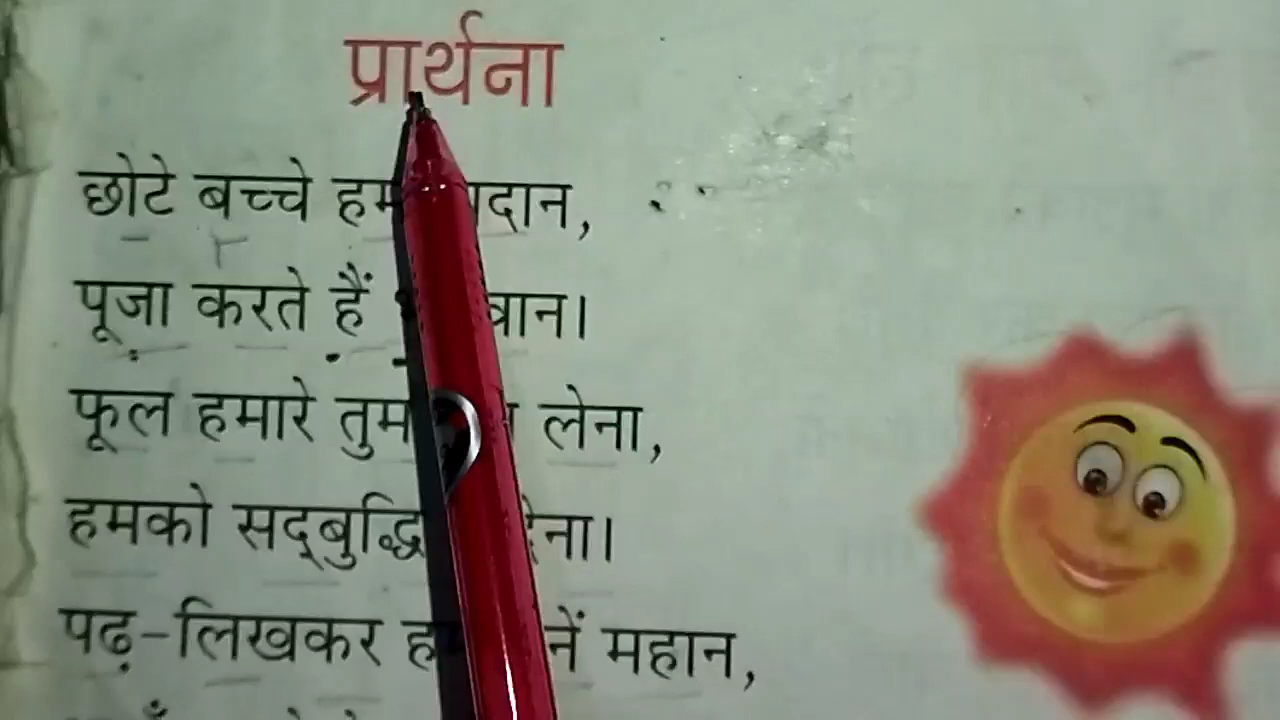 प्रार्थना
छोटे बच्चे हम
पूजा करते हैं
फूल हमारे तुम लेना,
हमको सद्‌बुद्धि देना।
पढ़-लिखकर महान,